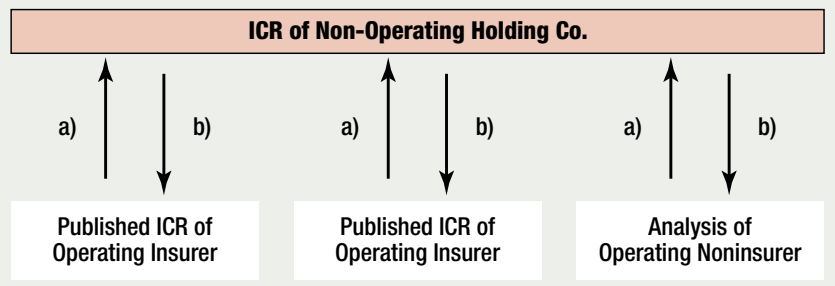 ICR of Non-Operating Holding Co.
a) b) a) b) a) b)
Published ICR of
Operating Insurer
Published ICR of
Operating Insurer
Analysis of
Operating Noninsurer